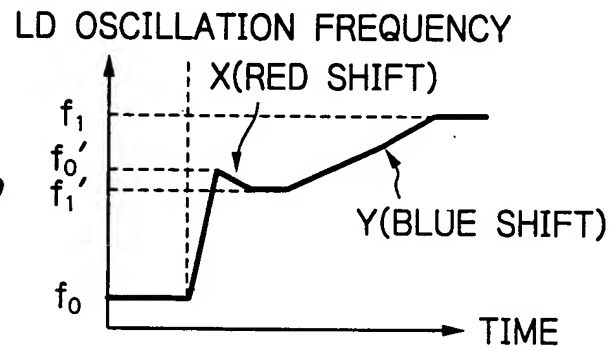 LD OSCILLATION FREQUENCY
X(RED SHIFT)
f₁
f₀′
f₁′
Y(BLUE SHIFT)
f₀
TIME